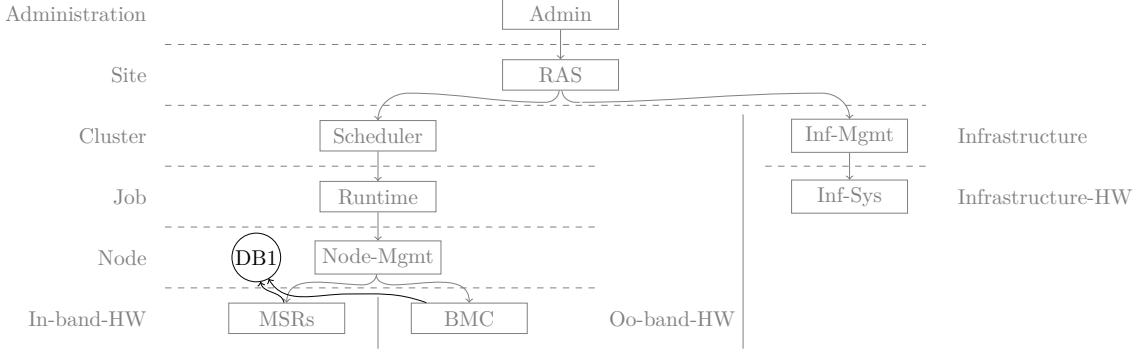 Administration Admin
Site RAS
Cluster Scheduler Inf-Mgmt Infrastructure
Job Runtime Inf-Sys Infrastructure-HW
Node DB1 Node-Mgmt
In-band-HW MSRs BMC Oo-band-HW